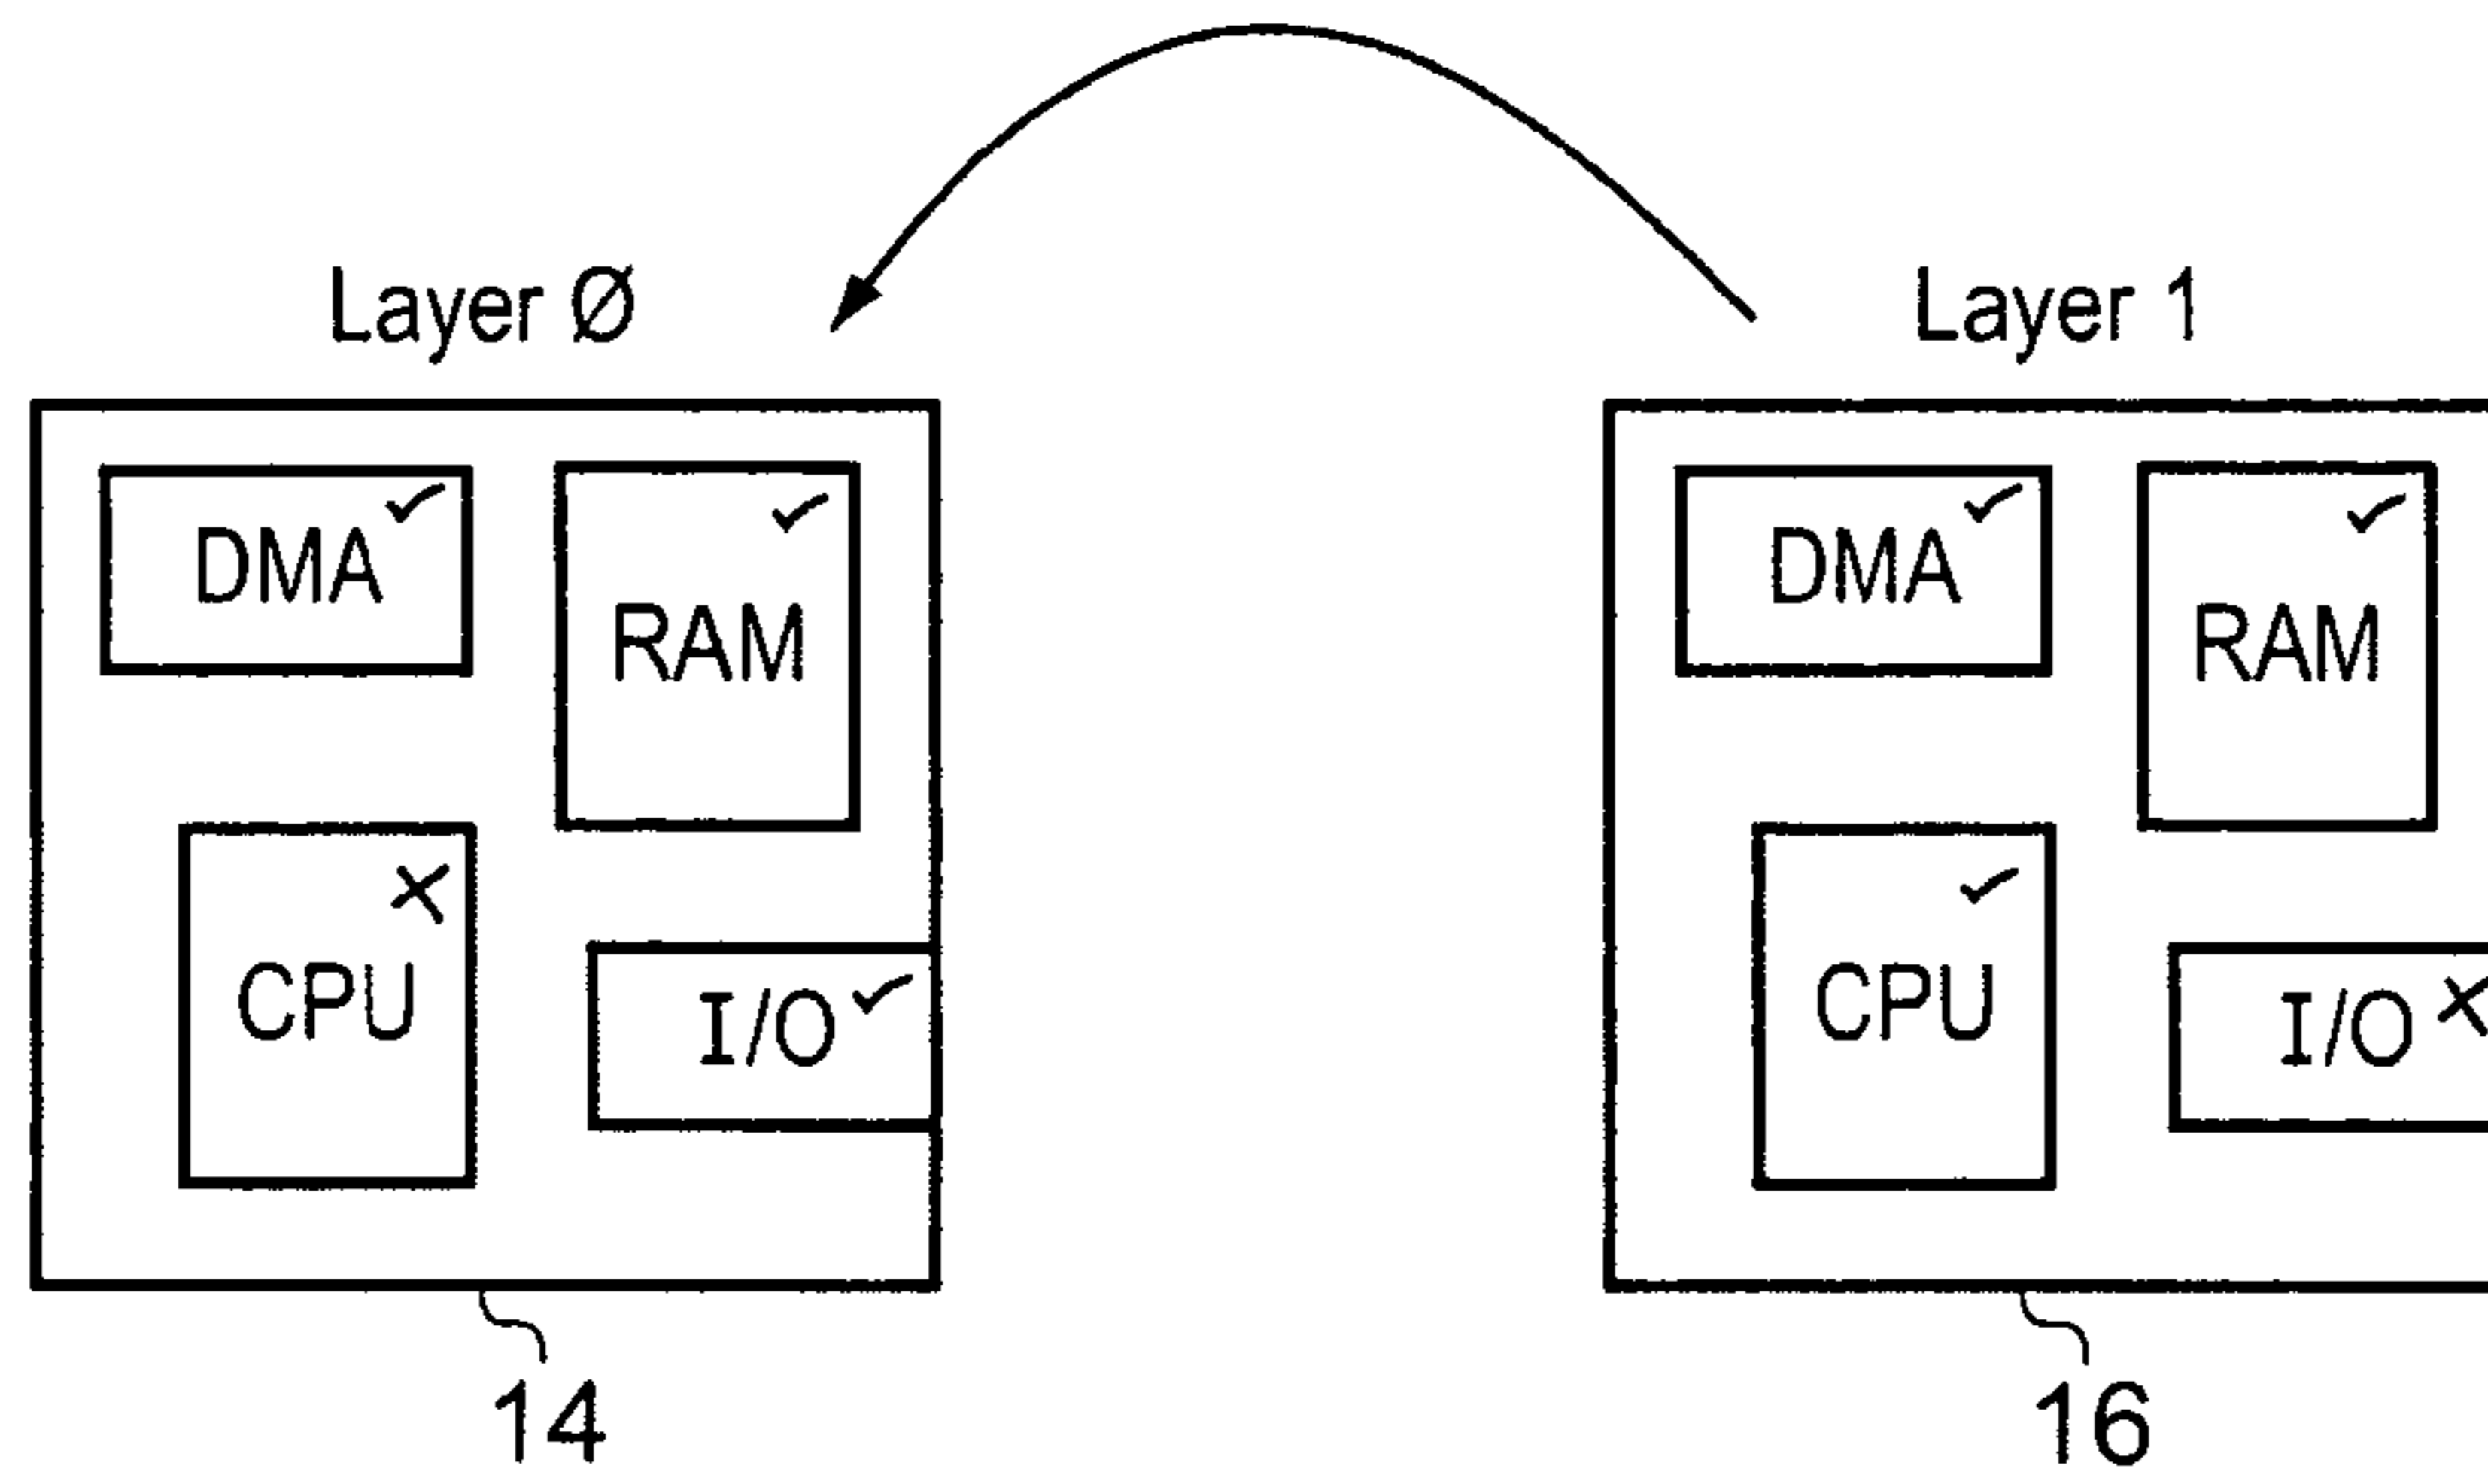 Layer Ø
Layer 1
DMA ✓
RAM ✓
CPU ✗
I/O ✓
DMA ✓
RAM ✓
CPU ✓
I/O ✗
14
16